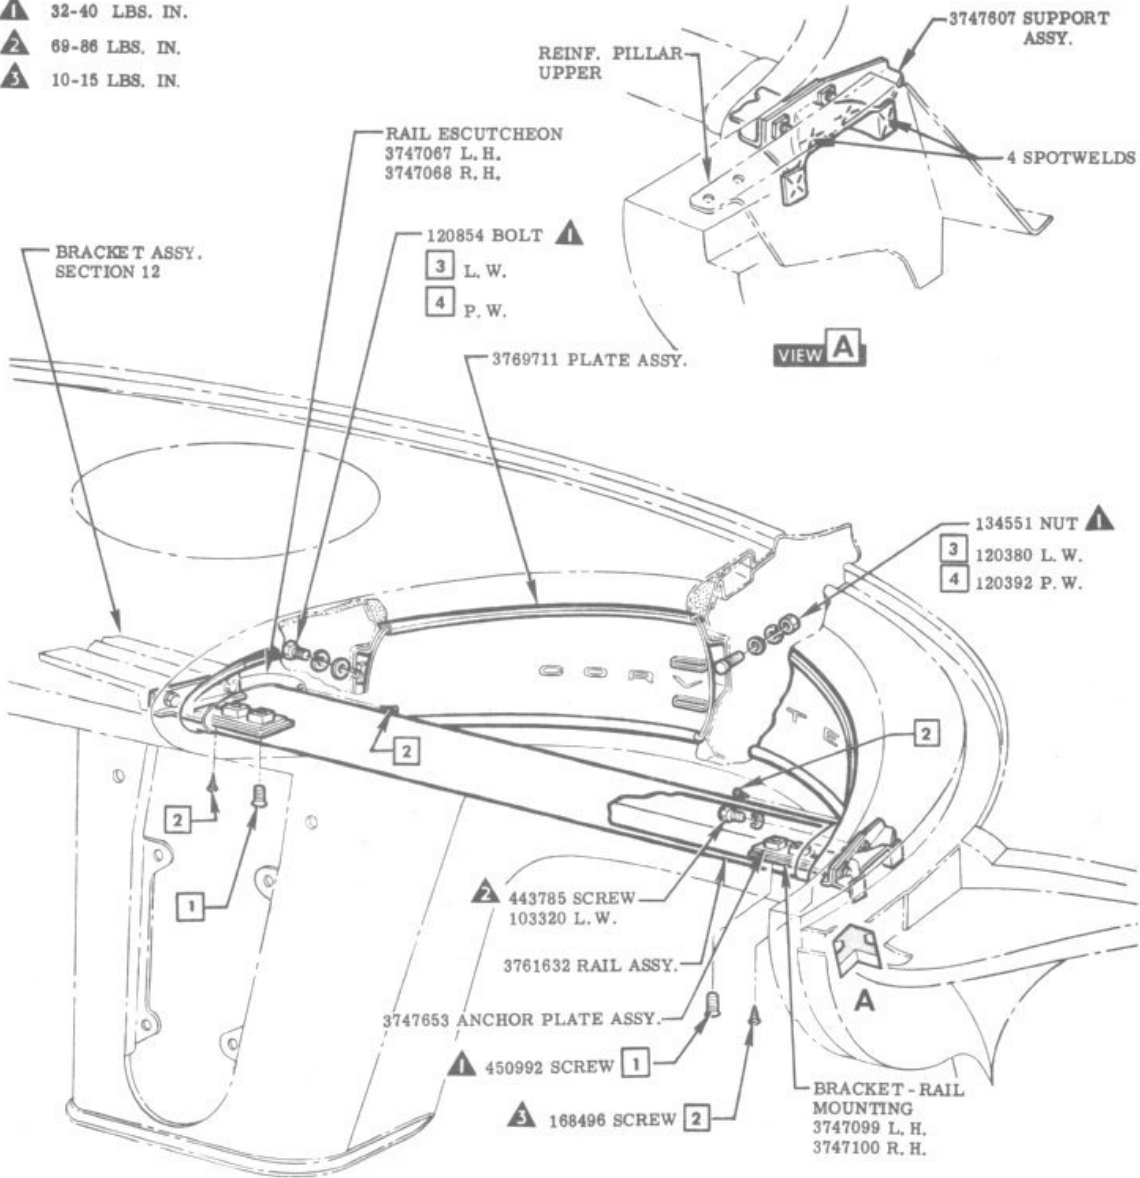 1 32-40 LBS. IN.
2 69-86 LBS. IN.
3 10-15 LBS. IN.
3747607 SUPPORT
ASSY.
REINF. PILLAR
UPPER
4 SPOTWELDS
VIEW A
RAIL ESCUTCHEON
3747067 L.H.
3747068 R.H.
BRACKET ASSY.
SECTION 12
120854 BOLT 1
3 L.W.
4 P.W.
3769711 PLATE ASSY.
134551 NUT 1
3 120380 L.W.
4 120392 P.W.
C O R V
E T
2
2
2
1
2 443785 SCREW
103320 L.W.
3761632 RAIL ASSY.
3747653 ANCHOR PLATE ASSY.
1 450992 SCREW 1
3 168496 SCREW 2
A
BRACKET-RAIL
MOUNTING
3747099 L.H.
3747100 R.H.